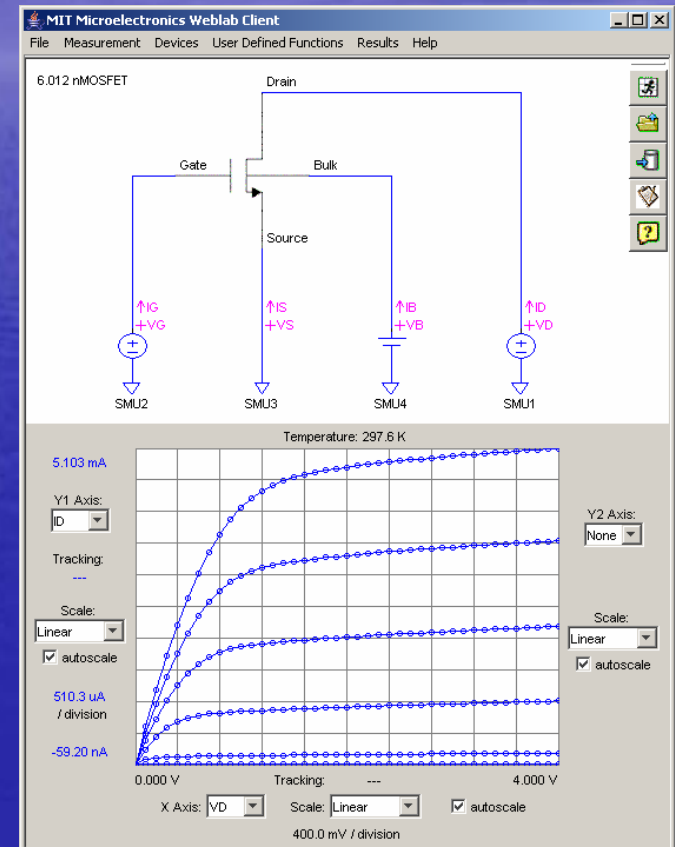 MIT Microelectronics Weblab Client
File Measurement Devices User Defined Functions Results Help
6.012 nMOSFET
Drain
Gate
Bulk
Source
IG
+VG
IS
+VS
IB
+VB
ID
+VD
SMU2
SMU3
SMU4
SMU1
Temperature: 297.6 K
5.103 mA
Y1 Axis:
ID
Tracking:
---
Scale:
Linear
autoscale
510.3 uA
/ division
-59.20 nA
Y2 Axis:
None
Scale:
Linear
autoscale
0.000 V Tracking: --- 4.000 V
X Axis: VD Scale: Linear autoscale
400.0 mV / division